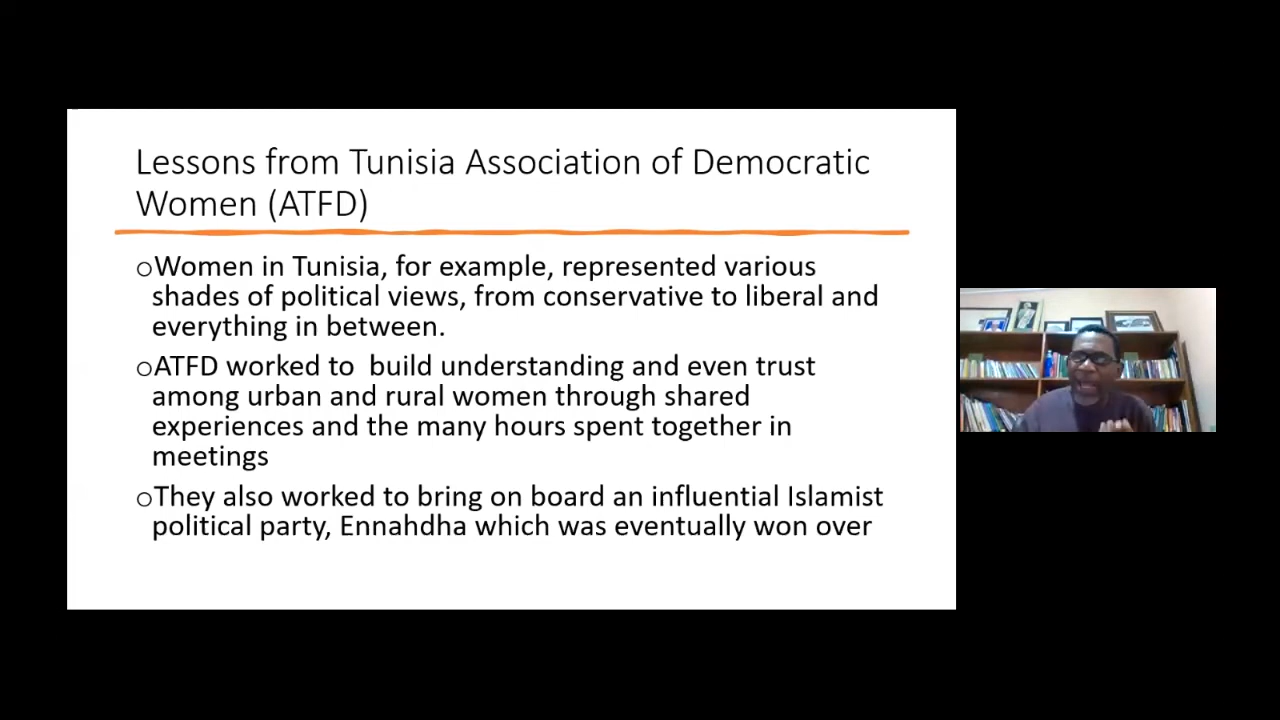 Lessons from Tunisia Association of Democratic
Women (ATFD)
oWomen in Tunisia, for example, represented various
shades of political views, from conservative to liberal and
everything in between.
oATFD worked to  build understanding and even trust
among urban and rural women through shared
experiences and the many hours spent together in
meetings
oThey also worked to bring on board an influential Islamist
political party, Ennahdha which was eventually won over